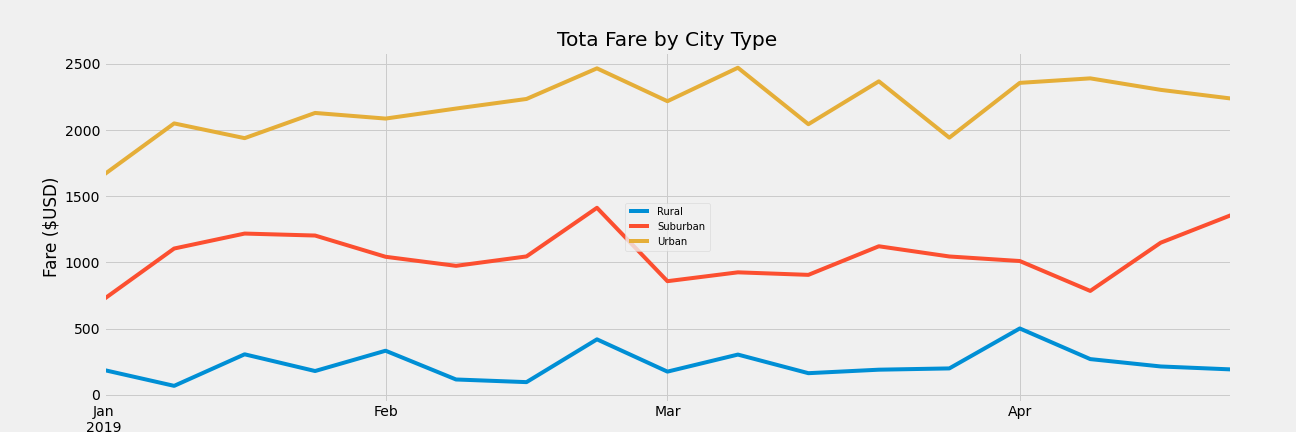 Tota Fare by City Type
Fare ($USD)
2500
2000
1500
1000
500
0
Rural
Suburban
Urban
Jan Feb Mar Apr
2019